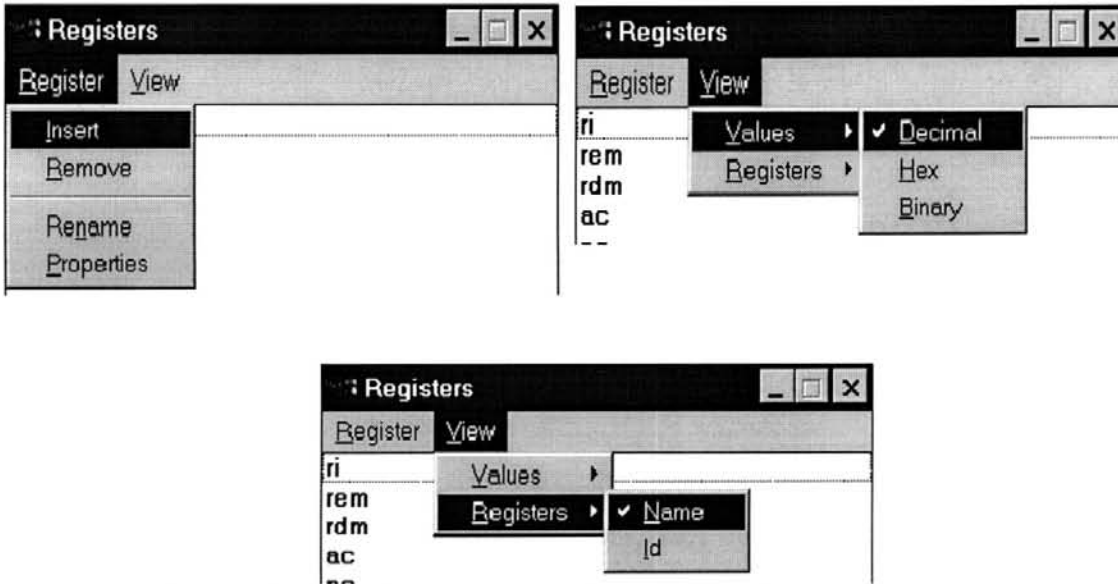 Registers
Register View
Insert
Remove
Rename
Properties
Registers
Register View
ri
Values Decimal
rem
Registers Hex
rdm
Binary
ac
Registers
Register View
ri
Values
rem
Registers Name
rdm
Id
ac